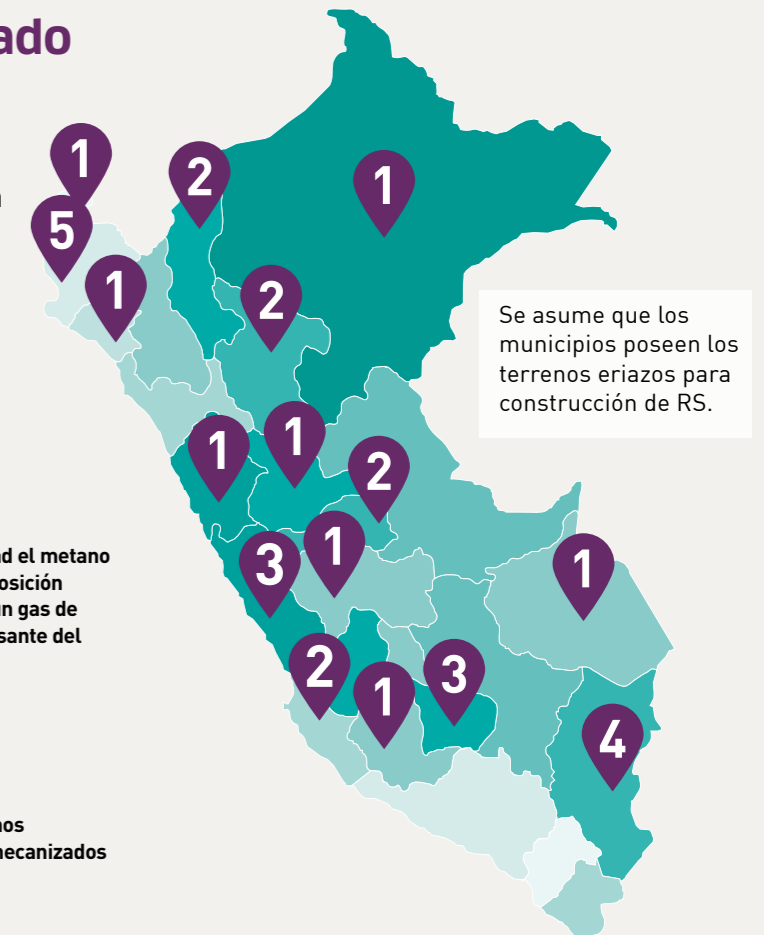 ado
1
2
1
5
1
2
Se asume que los
municipios poseen los
terrenos eriazos para
construcción de RS.
1
1
2
ad el metano
osición
un gas de
sante del
3
1
1
2
1
3
4
nos
mecanizados